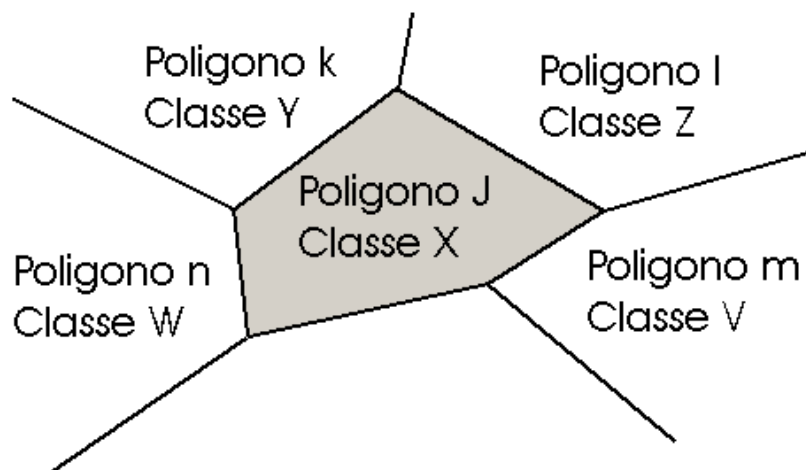 Poligono k
Classe Y
Poligono l
Classe Z
Poligono J
Classe X
Poligono n
Classe W
Poligono m
Classe V